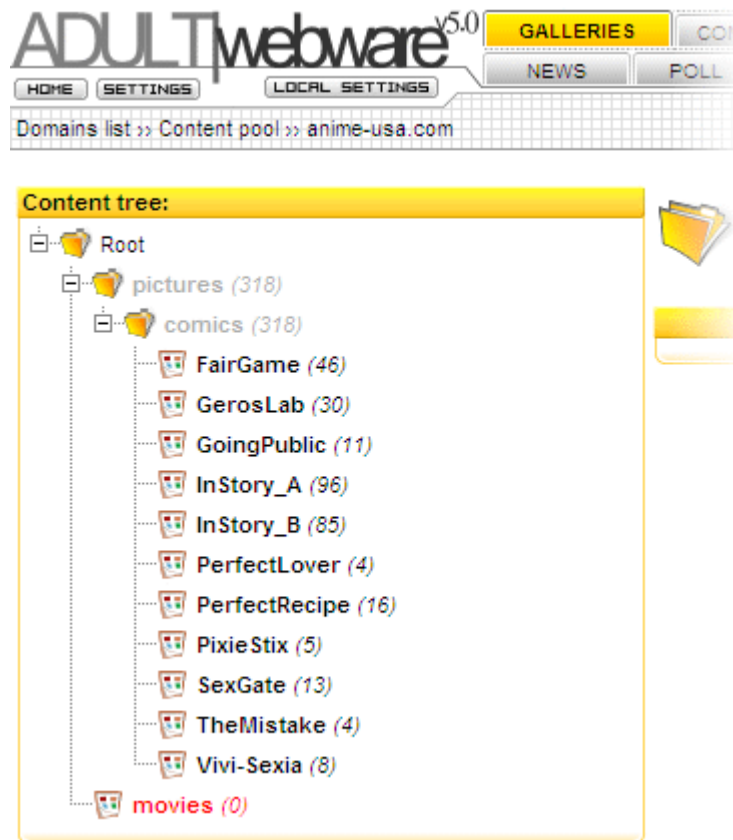 ADULTwebware v5.0
GALLERIES
HOME SETTINGS LOCAL SETTINGS
NEWS POLL
Domains list ›› Content pool ›› anime-usa.com
Content tree:
Root
pictures (318)
comics (318)
FairGame (46)
GerosLab (30)
GoingPublic (11)
InStory_A (96)
InStory_B (85)
PerfectLover (4)
PerfectRecipe (16)
PixieStix (5)
SexGate (13)
TheMistake (4)
Vivi-Sexia (8)
movies (0)